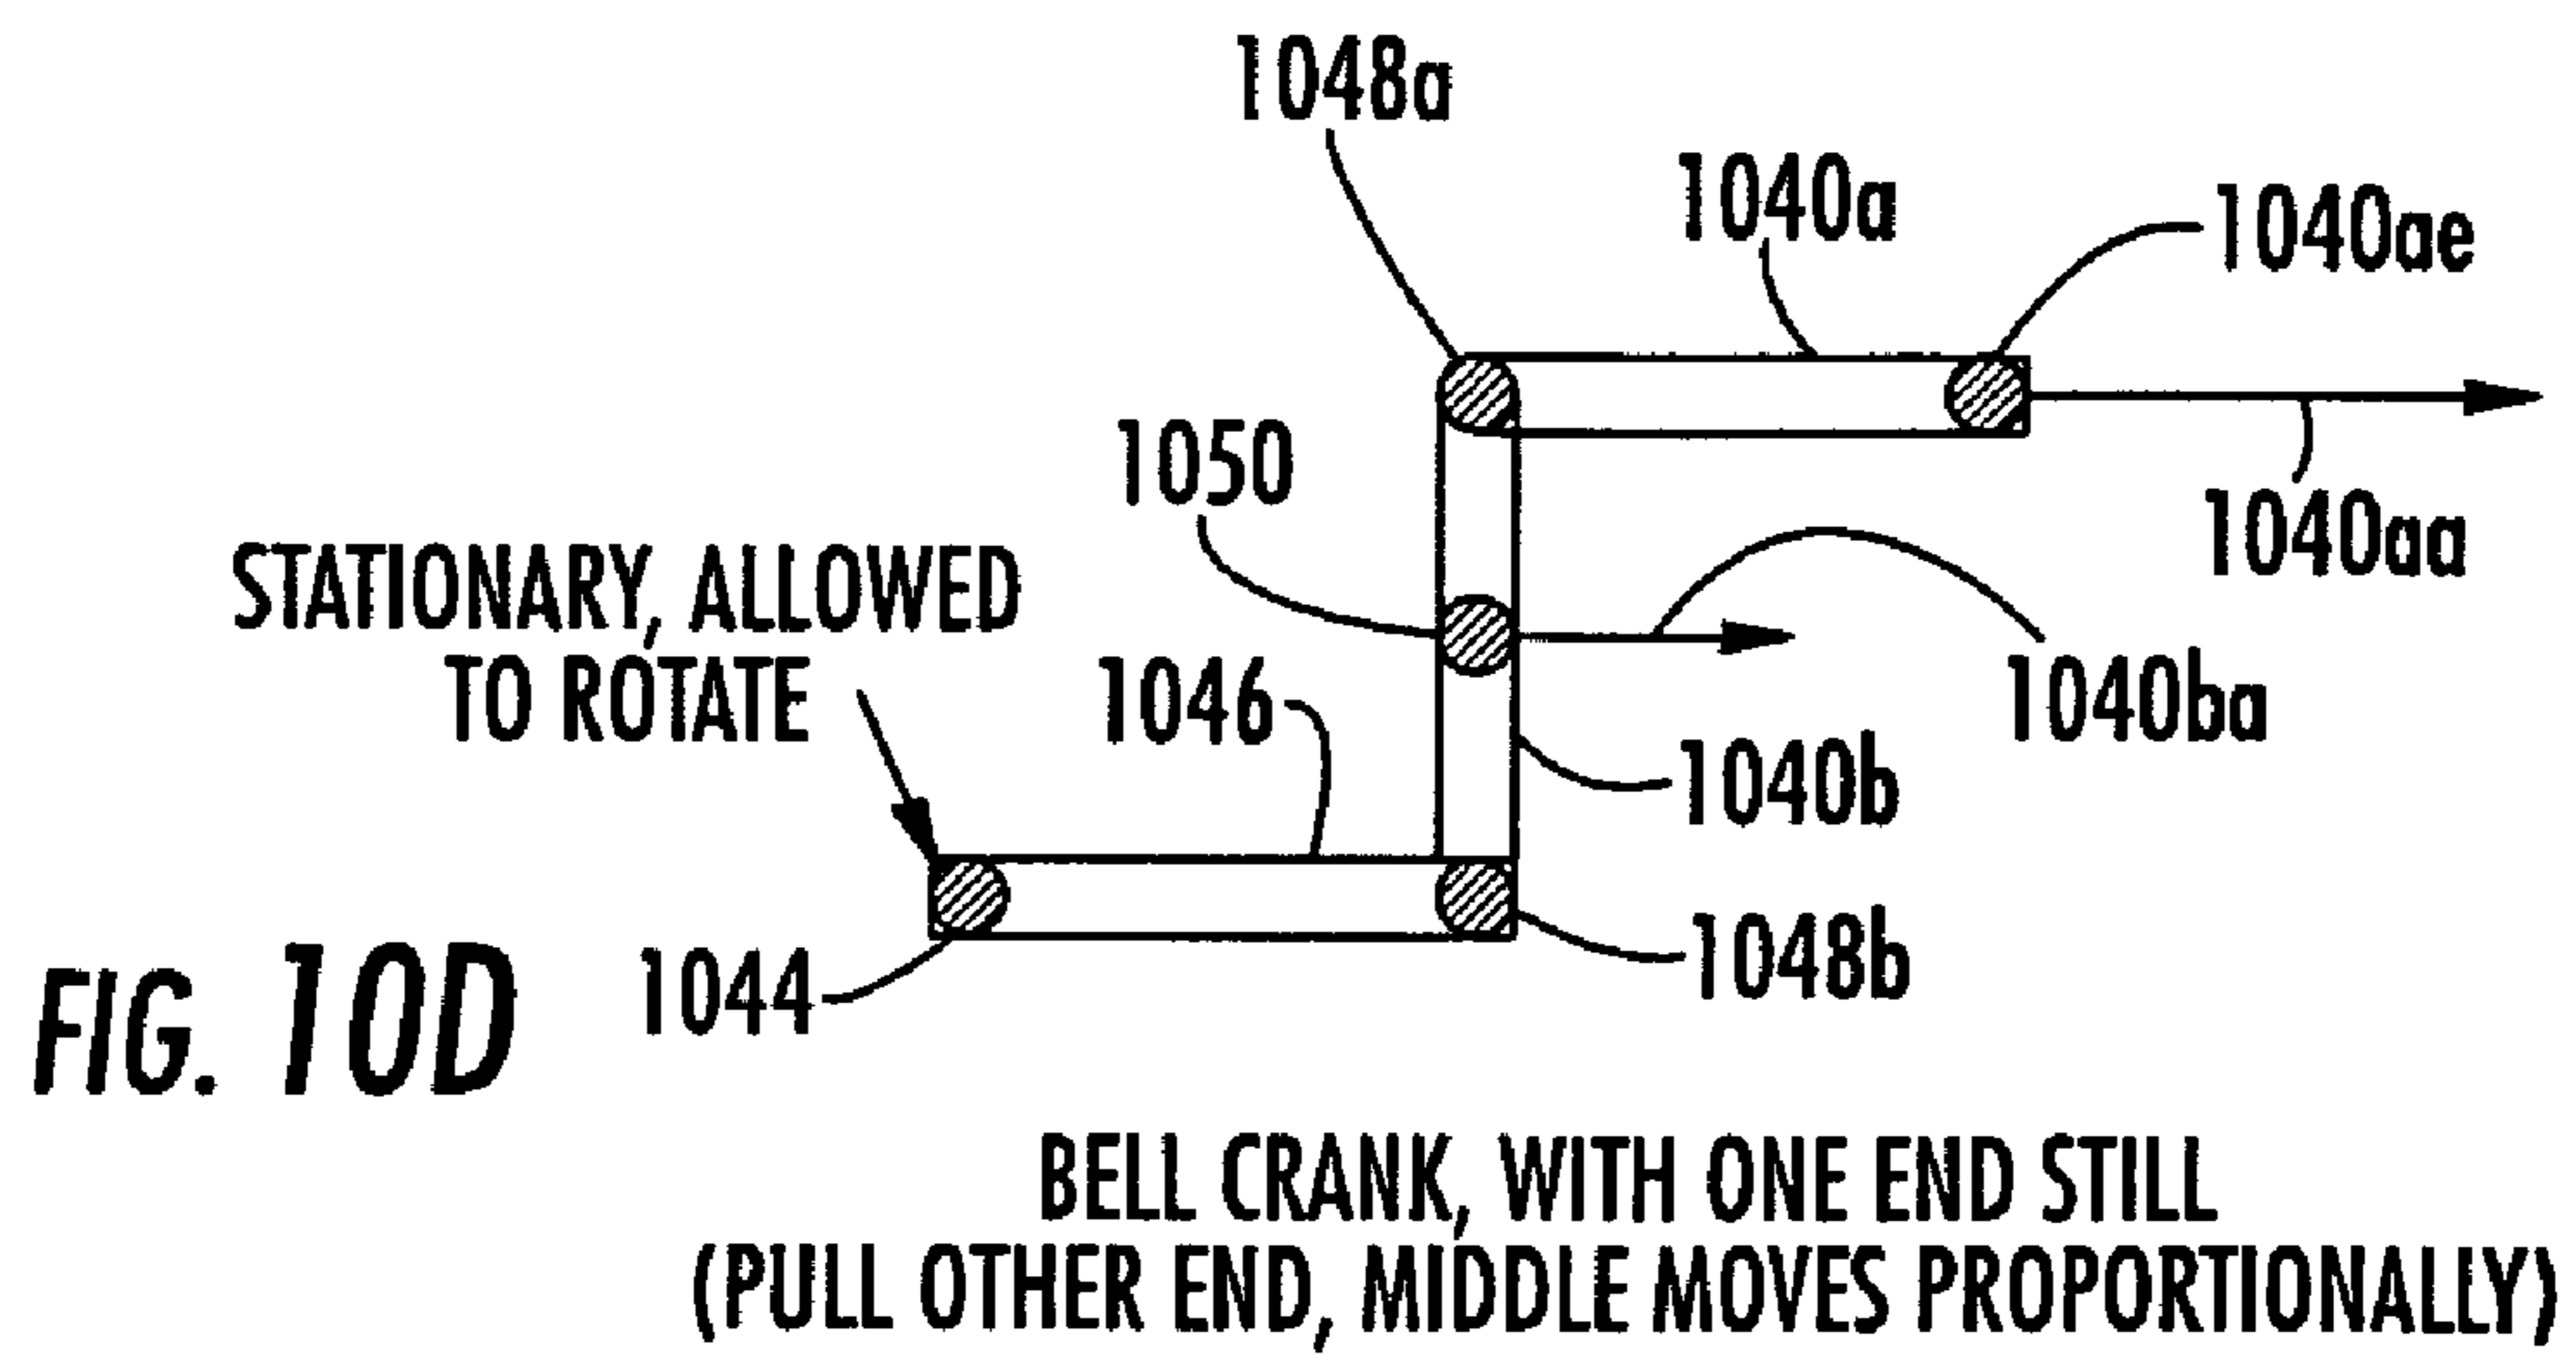 1048a
1040a
1040ae
1050
1040aa
STATIONARY, ALLOWED
TO ROTATE
1046
1040ba
1040b
1048b
1044
FIG. 10D
BELL CRANK, WITH ONE END STILL
(PULL OTHER END, MIDDLE MOVES PROPORTIONALLY)